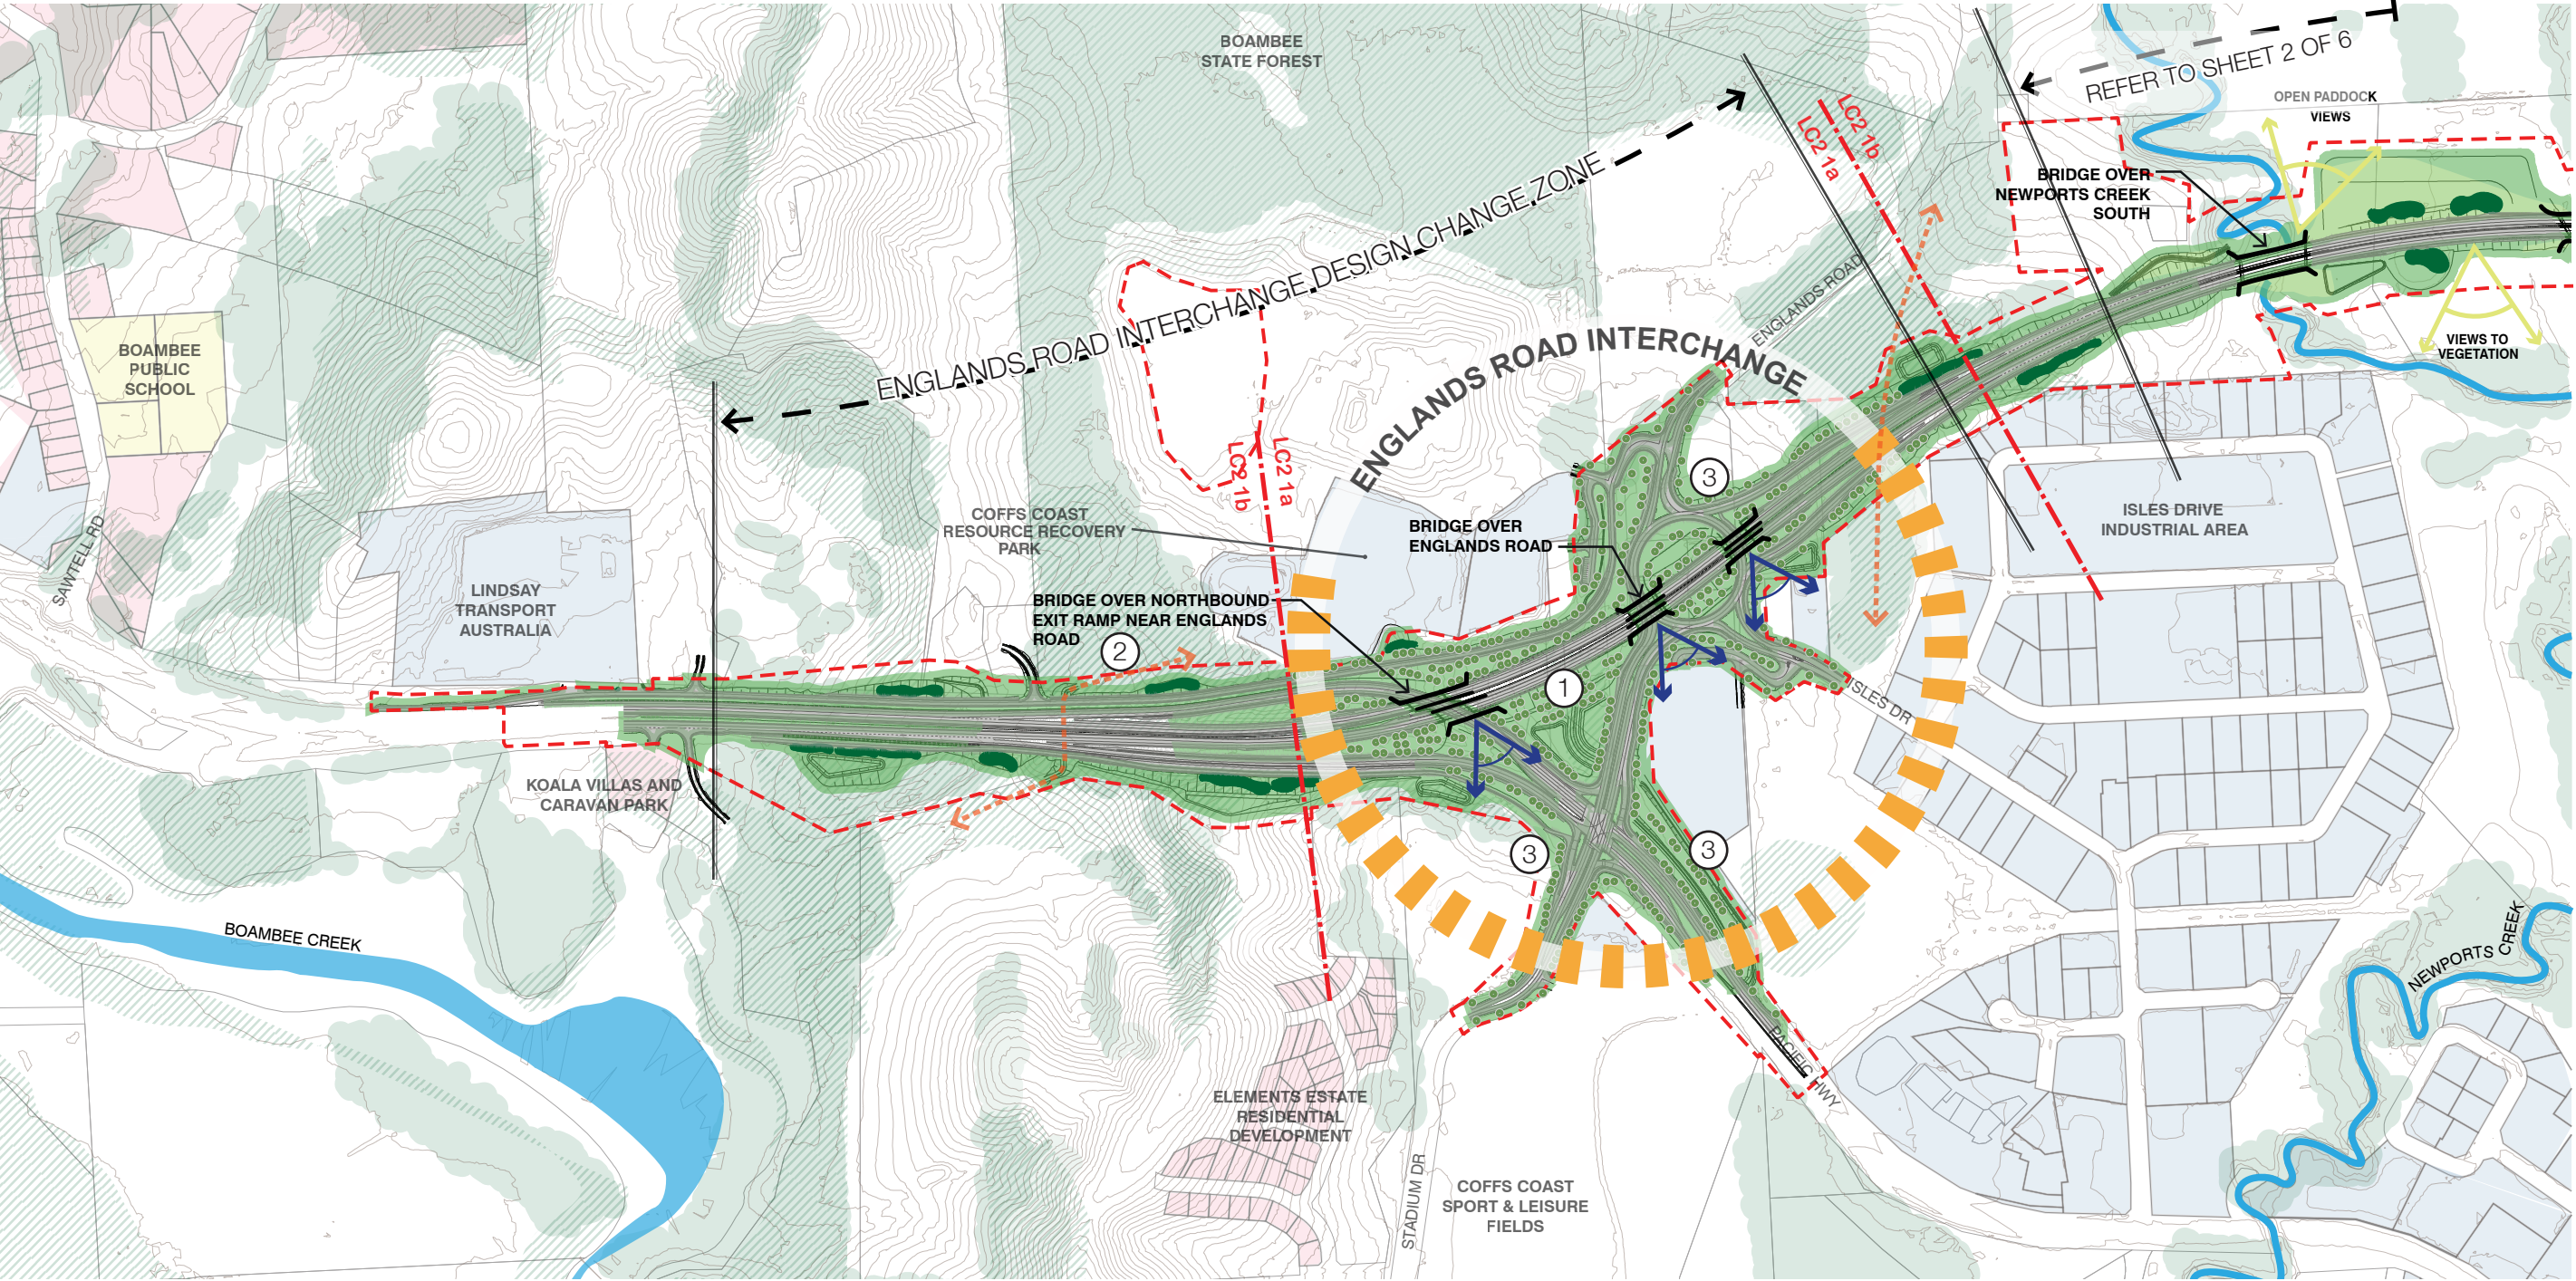 BOAMBEE
STATE FOREST
REFER TO SHEET 2 OF 6
OPEN PADDOCK
VIEWS
LC2 1b
LC2 1a
BRIDGE OVER
NEWPORTS CREEK
SOUTH
ENGLANDS ROAD INTERCHANGE DESIGN CHANGE ZONE
ENGLANDS ROAD
VIEWS TO
VEGETATION
BOAMBEE
PUBLIC
SCHOOL
ENGLANDS ROAD INTERCHANGE
LC2 1b
LC2 1a
3
COFFS COAST
RESOURCE RECOVERY
PARK
BRIDGE OVER
ENGLANDS ROAD
ISLES DRIVE
INDUSTRIAL AREA
SAWTELL RD
LINDSAY
TRANSPORT
AUSTRALIA
BRIDGE OVER NORTHBOUND
EXIT RAMP NEAR ENGLANDS
ROAD
2
1
ISLES DR
KOALA VILLAS AND
CARAVAN PARK
3
3
BOAMBEE CREEK
NEWPORTS CREEK
PACIFIC HWY
ELEMENTS ESTATE
RESIDENTIAL
DEVELOPMENT
STADIUM DR
COFFS COAST
SPORT & LEISURE
FIELDS